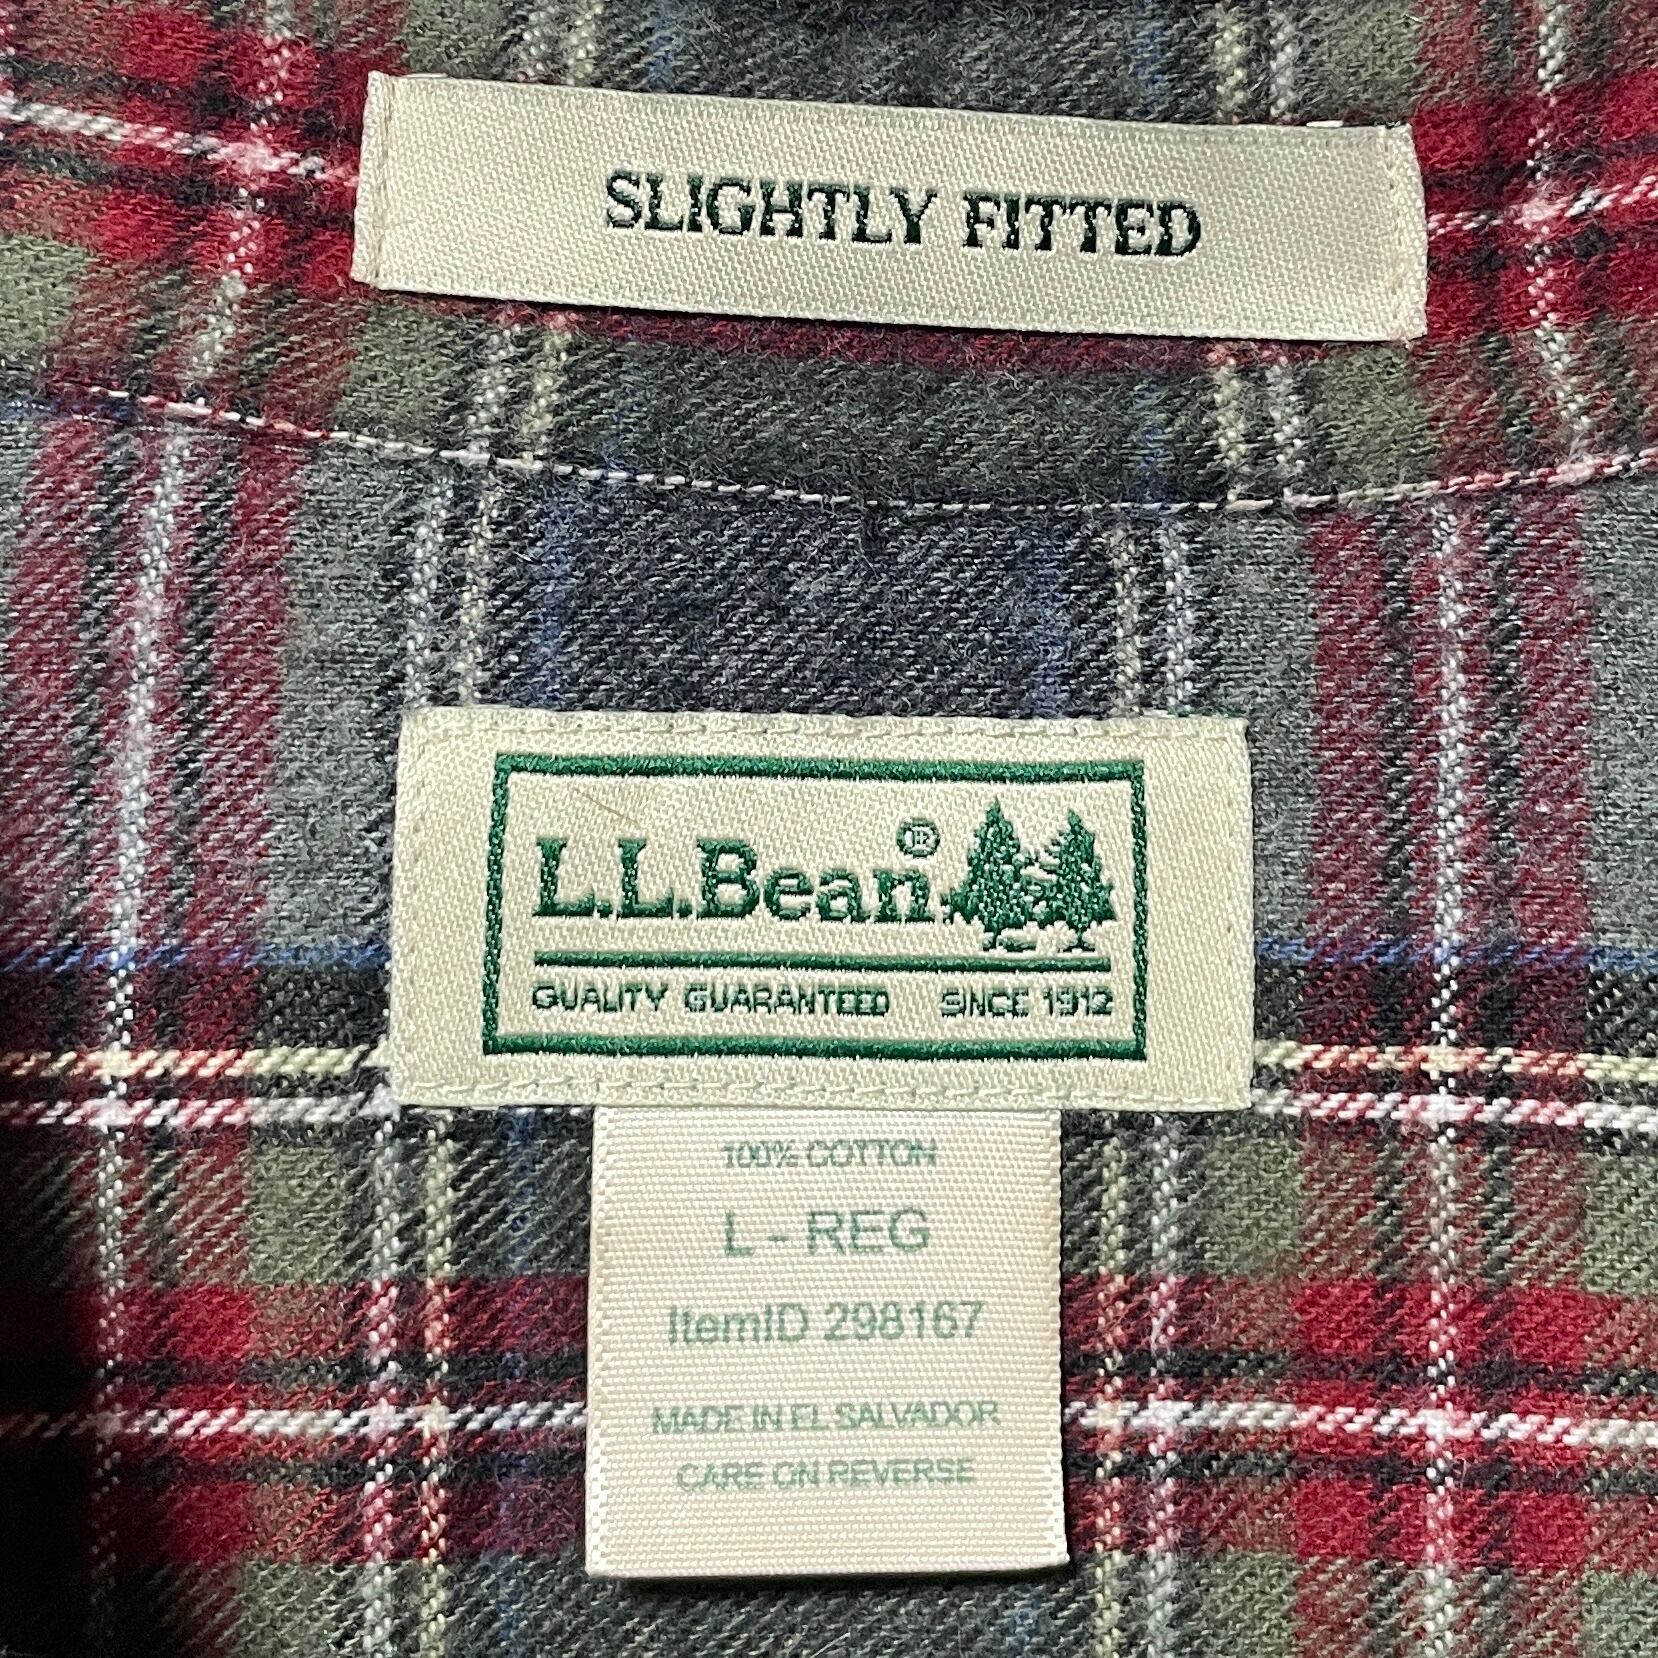 SLIGHTLY FITTED
L.L.Bean®
QUALITY GUARANTEED SINCE 1912
100% COTTON
L - REG
ItemID 298167
MADE IN EL SALVADOR
CARE ON REVERSE